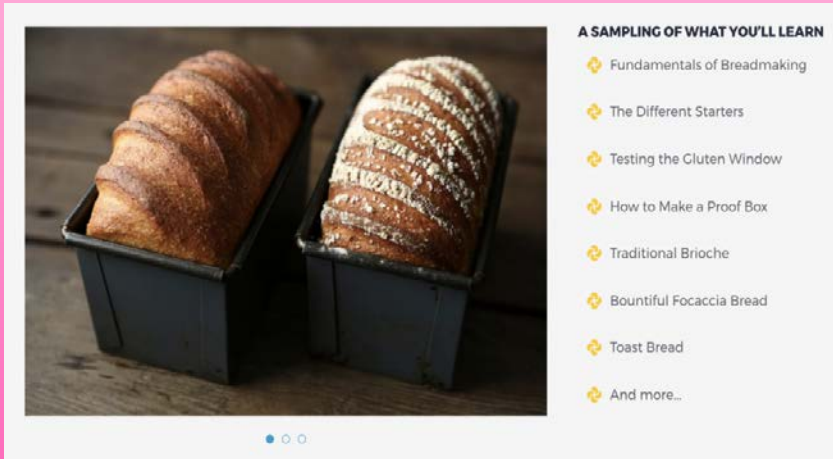 A SAMPLING OF WHAT YOU'LL LEARN
Fundamentals of Breadmaking
The Different Starters
Testing the Gluten Window
How to Make a Proof Box
Traditional Brioche
Bountiful Focaccia Bread
Toast Bread
And more...